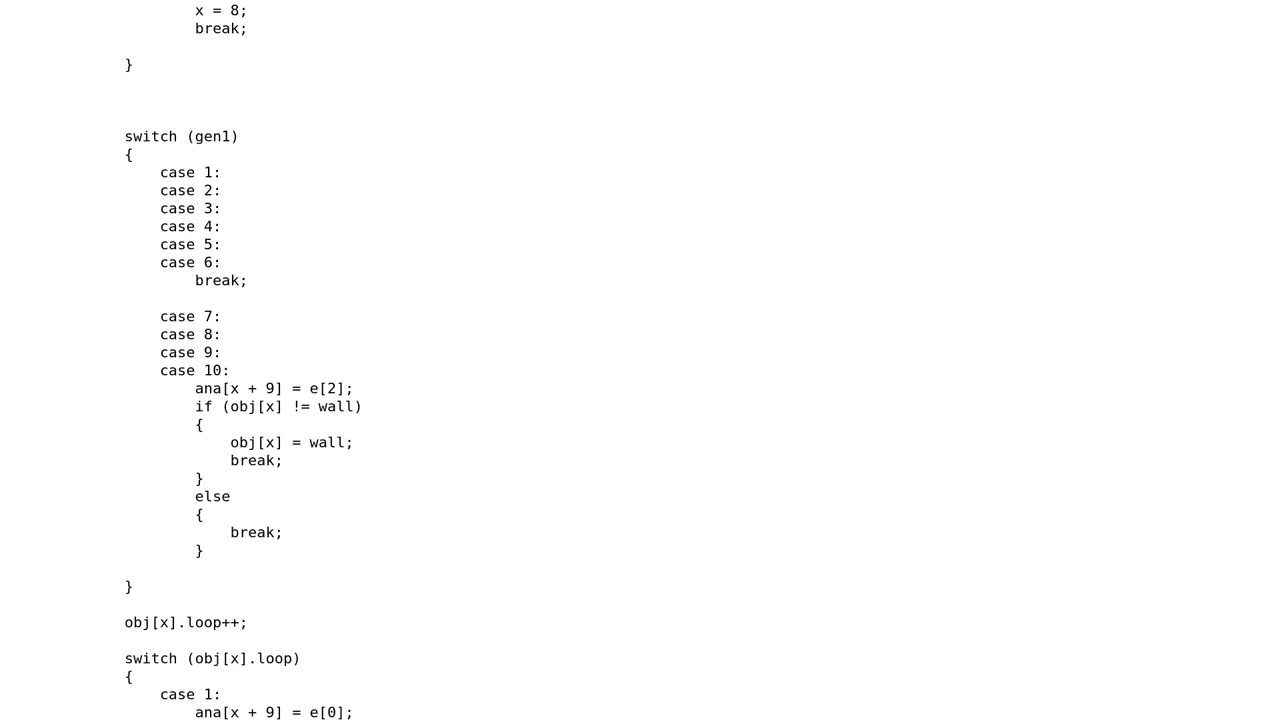 x = 8;
break;
}
switch (gen1)
{
case 1:
case 2:
case 3:
case 4:
case 5:
case 6:
break;
case 7:
case 8:
case 9:
case 10:
ana[x + 9] = e[2];
if (obj[x] != wall)
{
obj[x] = wall;
break;
}
else
{
break;
}
}
obj[x].loop++;
switch (obj[x].loop)
{
case 1:
ana[x + 9] = e[0];